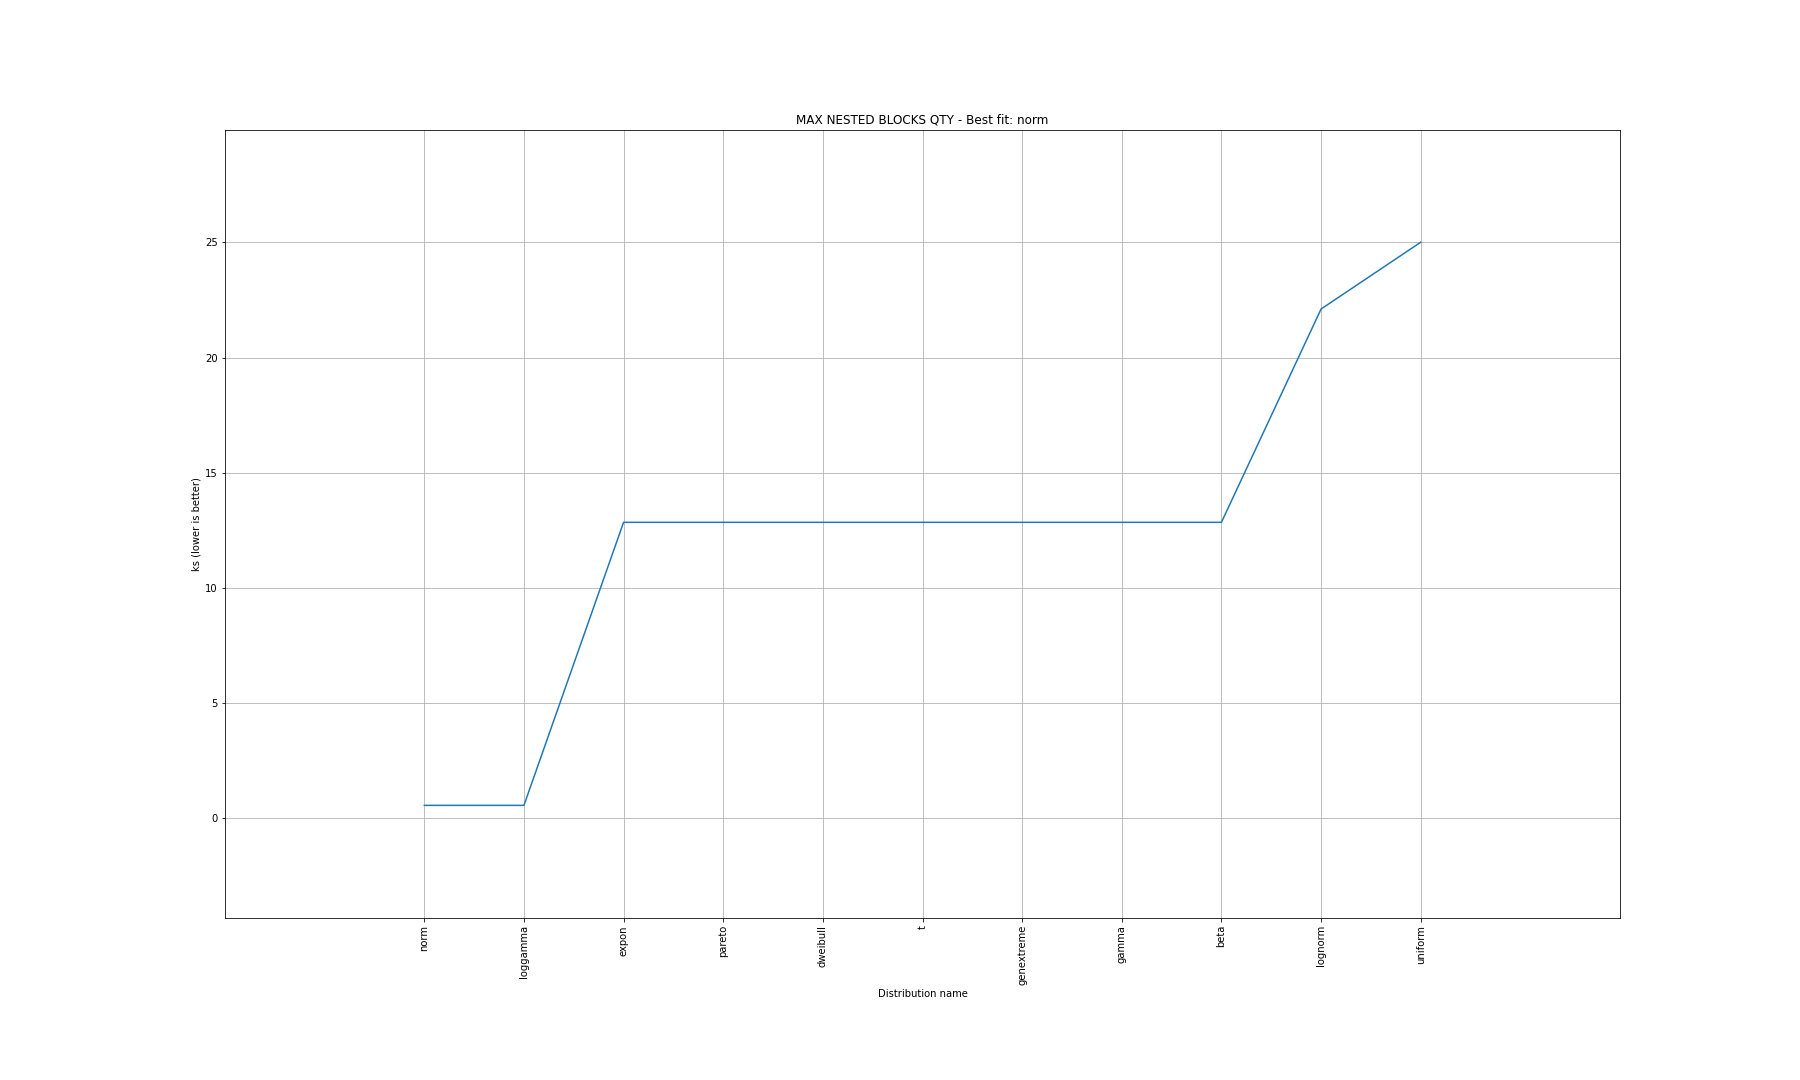 MAX NESTED BLOCKS QTY - Best fit: norm
25
20
15
10
5
0
ks (lower is better)
norm
loggamma
expon
pareto
dweibull
t
genextreme
gamma
beta
lognorm
uniform
Distribution name